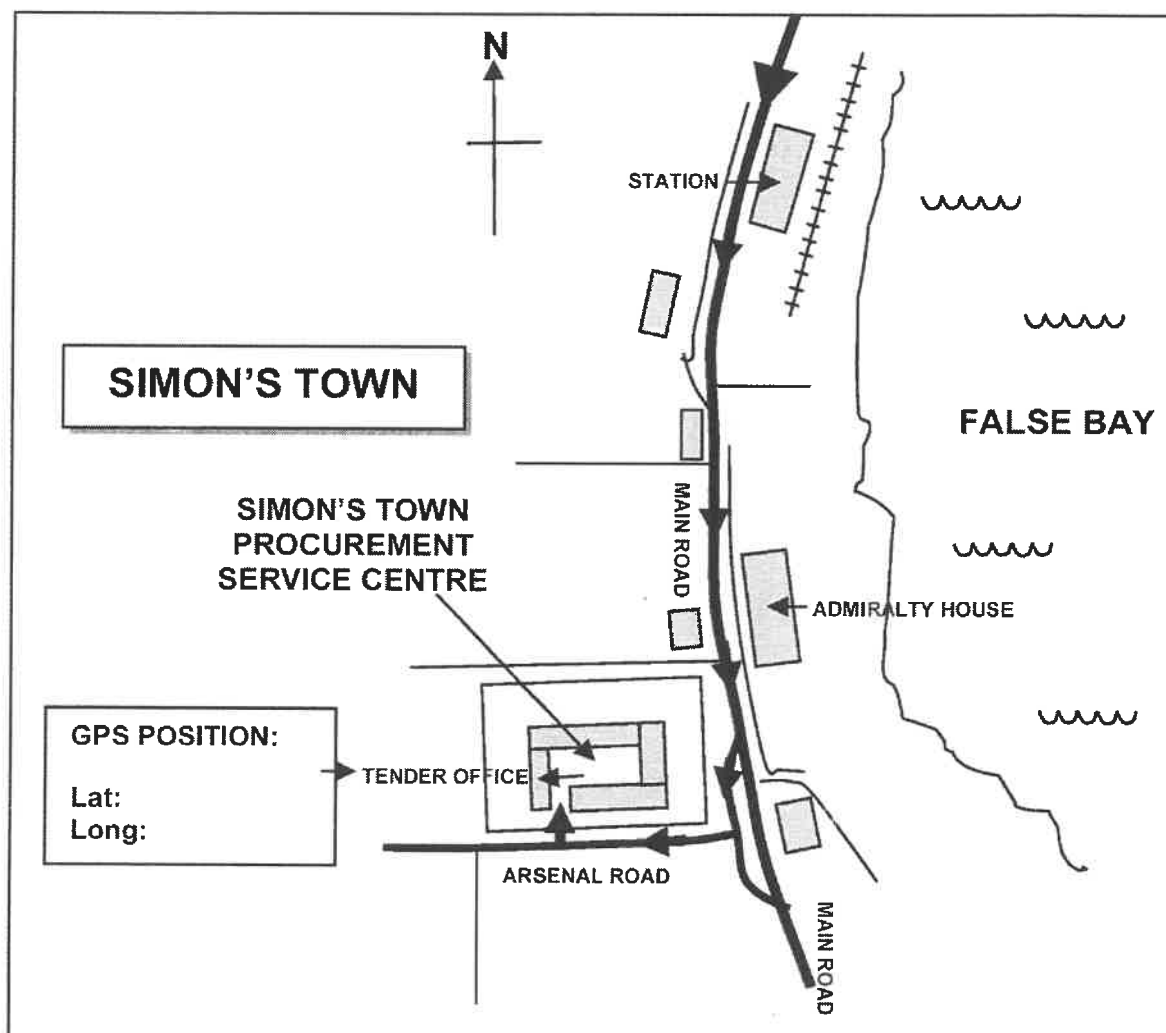 N
STATION
SIMON'S TOWN
FALSE BAY
SIMON'S TOWN
PROCUREMENT
SERVICE CENTRE
MAIN ROAD
ADMIRALTY HOUSE
GPS POSITION:
Lat:
Long:
TENDER OFFICE
ARSENAL ROAD
MAIN ROAD